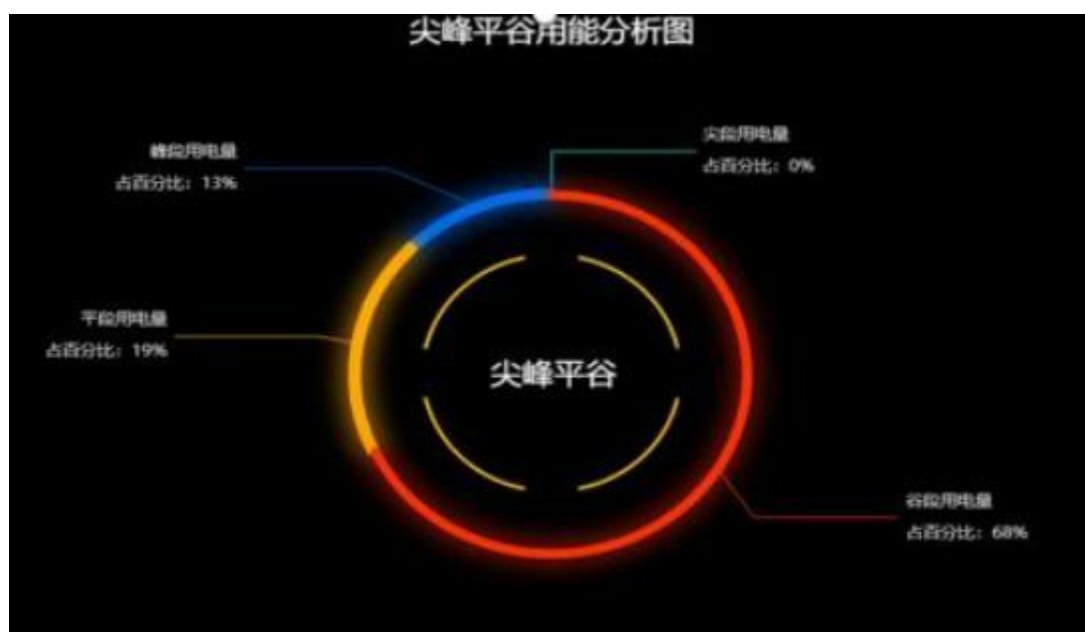 尖峰平谷用能分析图
尖段用电量
占百分比：0%
峰段用电量
占百分比：13%
平段用电量
占百分比：19%
尖峰平谷
谷段用电量
占百分比：68%